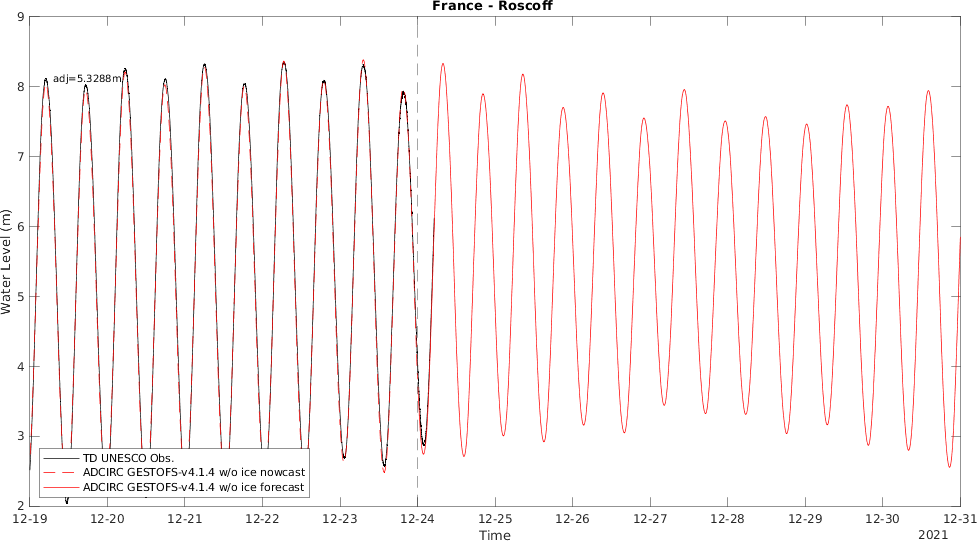 France - Roscoff
9
8
7
6
5
4
3
2
Water Level (m)
adj=5.3288m
TD UNESCO Obs.
ADCIRC GESTOFS-v4.1.4 w/o ice nowcast
ADCIRC GESTOFS-v4.1.4 w/o ice forecast
12-19 12-20 12-21 12-22 12-23 12-24 12-25 12-26 12-27 12-28 12-29 12-30 12-31
Time
2021